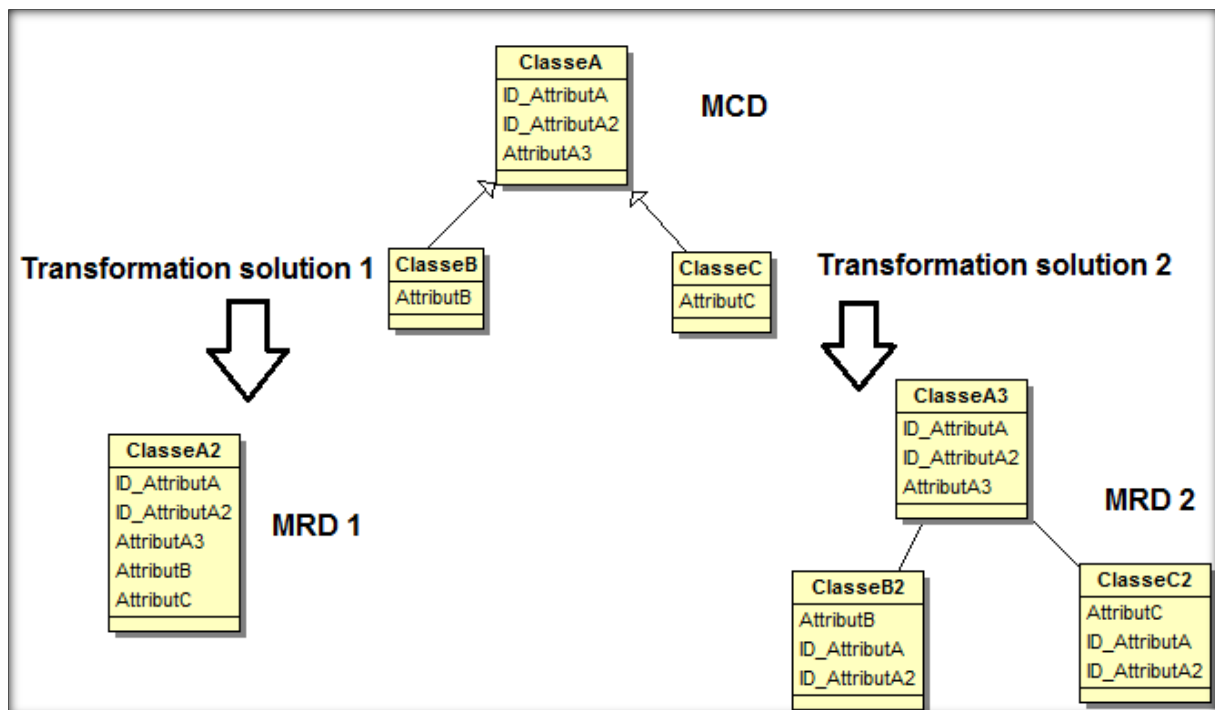 ClasseA
ID_AttributA
ID_AttributA2
AttributA3
MCD
Transformation solution 1
ClasseB
AttributB
ClasseC
AttributC
Transformation solution 2
ClasseA2
ID_AttributA
ID_AttributA2
AttributA3
AttributB
AttributC
MRD 1
ClasseA3
ID_AttributA
ID_AttributA2
AttributA3
MRD 2
ClasseB2
AttributB
ID_AttributA
ID_AttributA2
ClasseC2
AttributC
ID_AttributA
ID_AttributA2